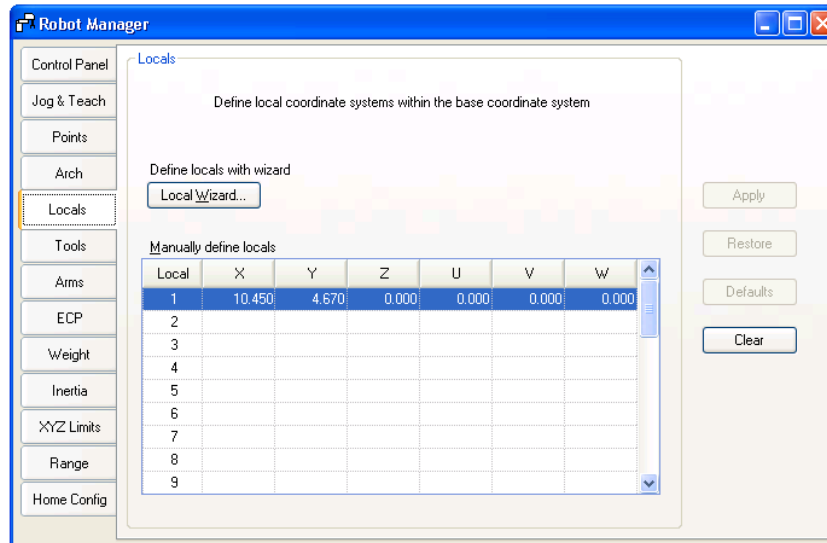 Robot Manager
Control Panel
Jog & Teach
Points
Arch
Locals
Tools
Arms
ECP
Weight
Inertia
XYZ Limits
Range
Home Config
Locals
Define local coordinate systems within the base coordinate system
Define locals with wizard
Local Wizard...
Manually define locals
Local X Y Z U V W
1 10.450 4.670 0.000 0.000 0.000 0.000
2
3
4
5
6
7
8
9
Apply
Restore
Defaults
Clear